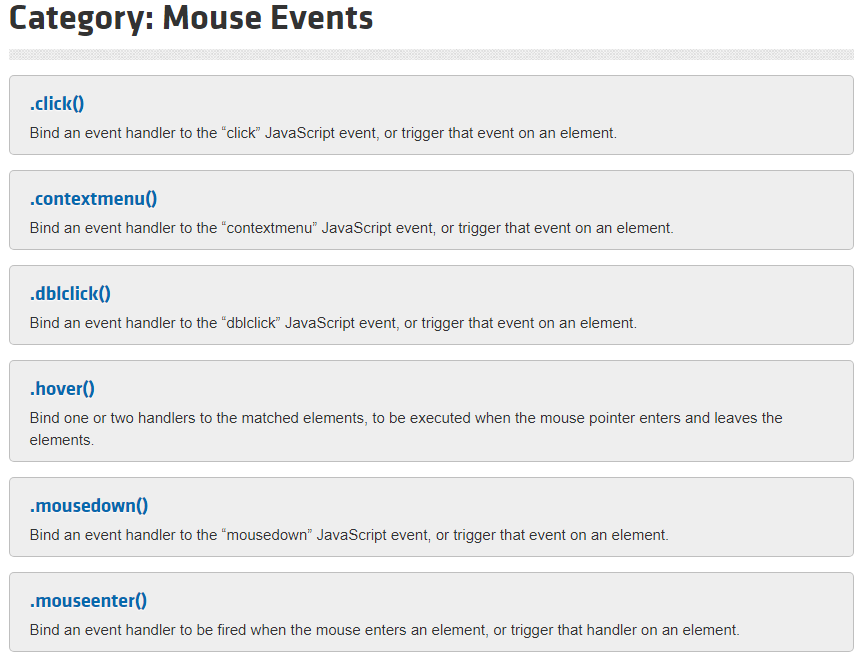 Category: Mouse Events
.click()
Bind an event handler to the “click” JavaScript event, or trigger that event on an element.
.contextmenu()
Bind an event handler to the “contextmenu” JavaScript event, or trigger that event on an element.
.dblclick()
Bind an event handler to the “dblclick” JavaScript event, or trigger that event on an element.
.hover()
Bind one or two handlers to the matched elements, to be executed when the mouse pointer enters and leaves the
elements.
.mousedown()
Bind an event handler to the “mousedown” JavaScript event, or trigger that event on an element.
.mouseenter()
Bind an event handler to be fired when the mouse enters an element, or trigger that handler on an element.